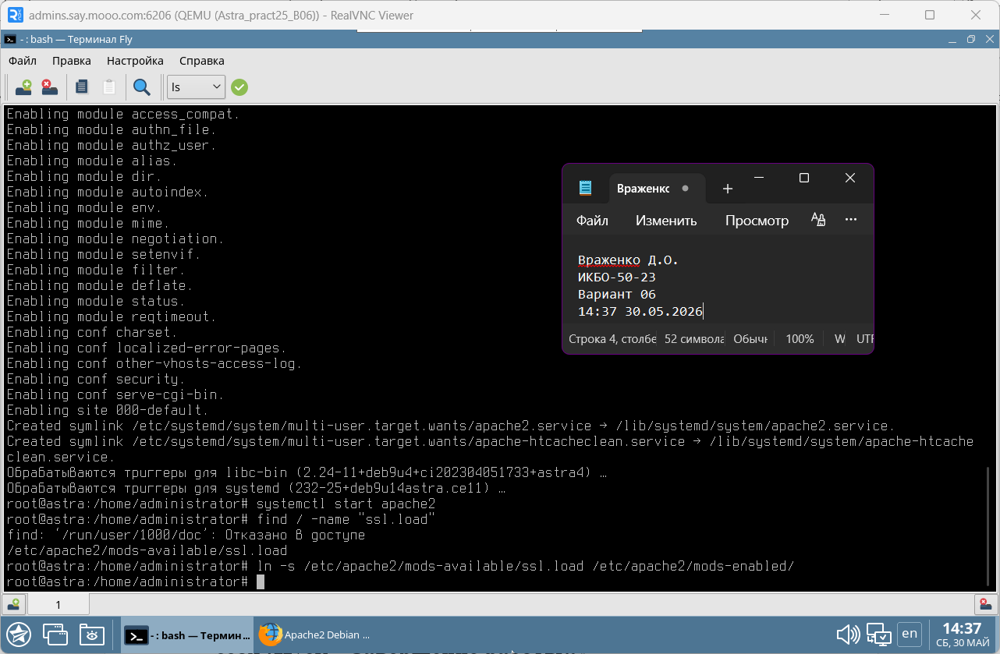 admins.say.mooo.com:6206 (QEMU (Astra_pract25_B06)) - RealVNC Viewer
- : bash — Терминал Fly
Файл Правка Настройка Справка
ls
Enabling module access_compat.
Enabling module authn_file.
Enabling module authz_user.
Enabling module alias.
Enabling module dir.
Enabling module autoindex.
Enabling module env.
Enabling module mime.
Enabling module negotiation.
Enabling module setenvif.
Enabling module filter.
Enabling module deflate.
Enabling module status.
Enabling module reqtimeout.
Enabling conf charset.
Enabling conf localized-error-pages.
Enabling conf other-vhosts-access-log.
Enabling conf security.
Enabling conf serve-cgi-bin.
Enabling site 000-default.
Created symlink /etc/systemd/system/multi-user.target.wants/apache2.service → /lib/systemd/system/apache2.service.
Created symlink /etc/systemd/system/multi-user.target.wants/apache-htcacheclean.service → /lib/systemd/system/apache-htcache
clean.service.
Обрабатываются триггеры для libc-bin (2.24-11+deb9u4+ci202304051733+astra4) …
Обрабатываются триггеры для systemd (232-25+deb9u14astra.ce11) …
root@astra:/home/administrator# systemctl start apache2
root@astra:/home/administrator# find / -name "ssl.load"
find: ‘/run/user/1000/doc’: Отказано в доступе
/etc/apache2/mods-available/ssl.load
root@astra:/home/administrator# ln -s /etc/apache2/mods-available/ssl.load /etc/apache2/mods-enabled/
root@astra:/home/administrator#
Враженко
Файл Изменить Просмотр
Враженко Д.О.
ИКБО-50-23
Вариант 06
14:37 30.05.2026
Строка 4, столбе 52 символа Обычн 100% W UTF
1
- : bash — Термин... Apache2 Debian ... en 14:37
СБ, 30 МАЙ